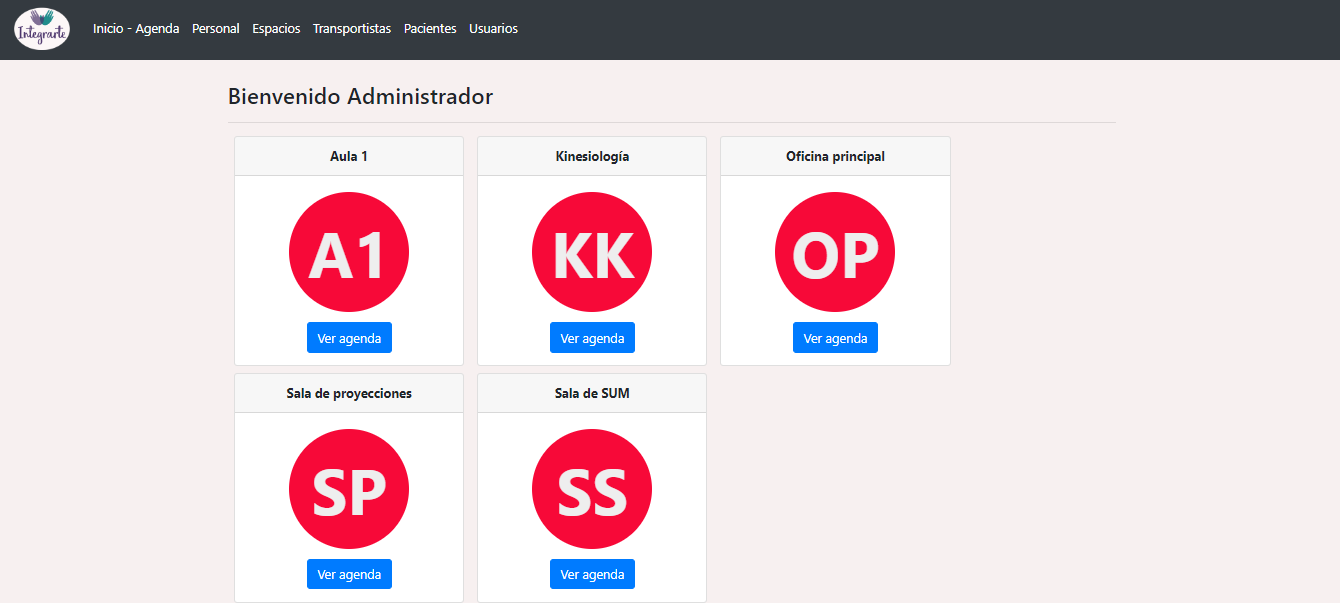 Integrarte
Inicio - Agenda Personal Espacios Transportistas Pacientes Usuarios
Bienvenido Administrador
Aula 1 Kinesiología Oficina principal
A1 KK OP
Ver agenda Ver agenda Ver agenda
Sala de proyecciones Sala de SUM
SP SS
Ver agenda Ver agenda